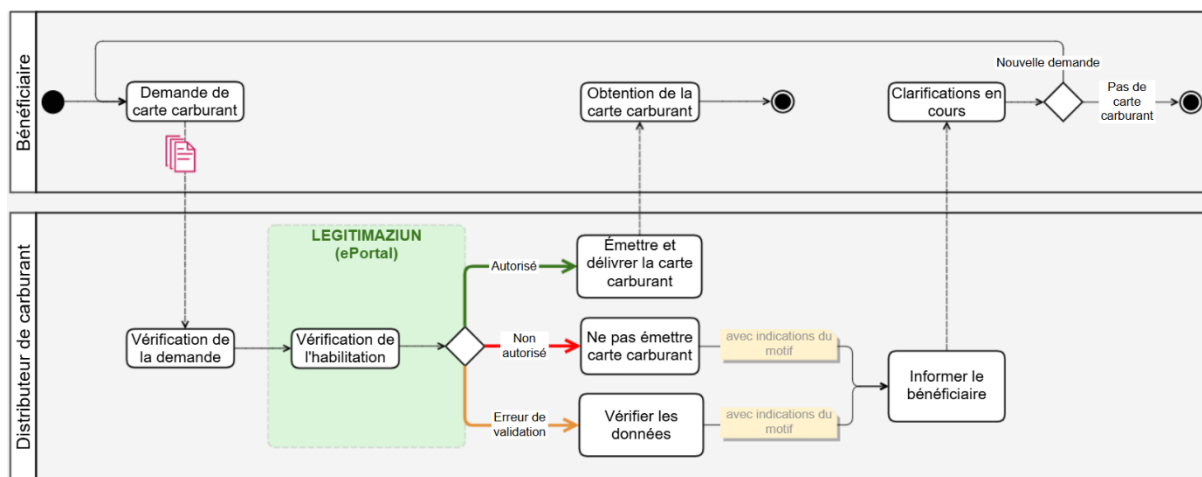 Bénéficiaire
Demande de
carte carburant
Obtention de la
carte carburant
Clarifications en
cours
Nouvelle demande
Pas de
carte
carburant
Distributeur de carburant
LEGITIMAZIUN
(ePortal)
Vérification de
la demande
Vérification de
l'habilitation
Autorisé
Émettre et
délivrer la carte
carburant
Non
autorisé
Ne pas émettre
carte carburant
avec indications du
motif
Erreur de
validation
Vérifier les
données
avec indications du
motif
Informer le
bénéficiaire